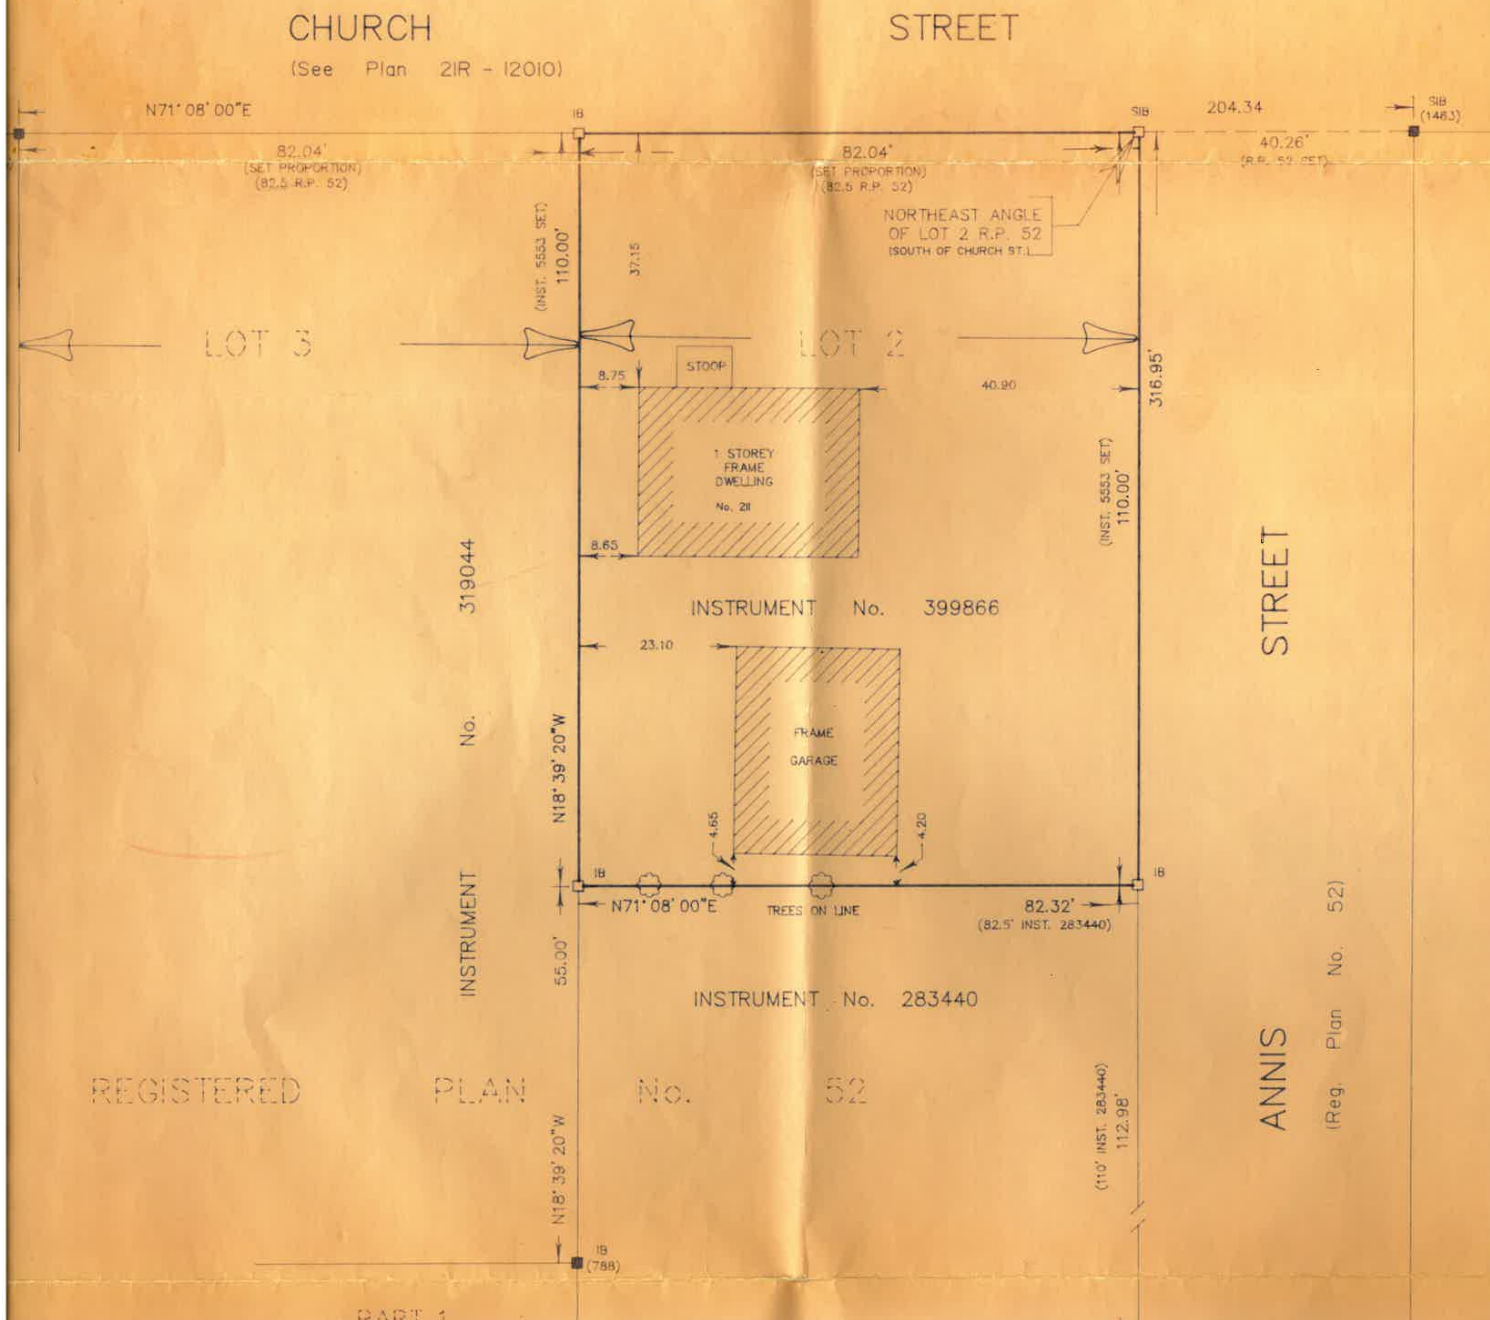 CHURCH STREET
(See Plan 21R - 12010)
N71°08'00"E
IB
SIB
204.34
SIB
(1463)
82.04'
(SET PROPORTION)
(82.5 R.P. 52)
82.04'
(SET PROPORTION)
(82.5 R.P. 52)
40.26'
(R.P. 52 SET)
NORTHEAST ANGLE
OF LOT 2 R.P. 52
(SOUTH OF CHURCH ST.)
(INST. 5553 SET)
110.00'
37.15
LOT 3
LOT 2
STOOP
8.75
40.90
316.95'
1 STOREY
FRAME
DWELLING
No. 211
8.65
(INST. 5553 SET)
110.00'
INSTRUMENT No. 319044
INSTRUMENT No. 399866
23.10
N18°39'20"W
FRAME
GARAGE
4.65
4.20
IB
IB
N71°08'00"E
TREES ON LINE
82.32'
(82.5' INST. 283440)
55.00'
INSTRUMENT No. 283440
ANNIS STREET
(Reg. Plan No. 52)
REGISTERED PLAN No. 52
N18°39'20"W
(110' INST. 283440)
112.98'
IB
(788)
PART 1